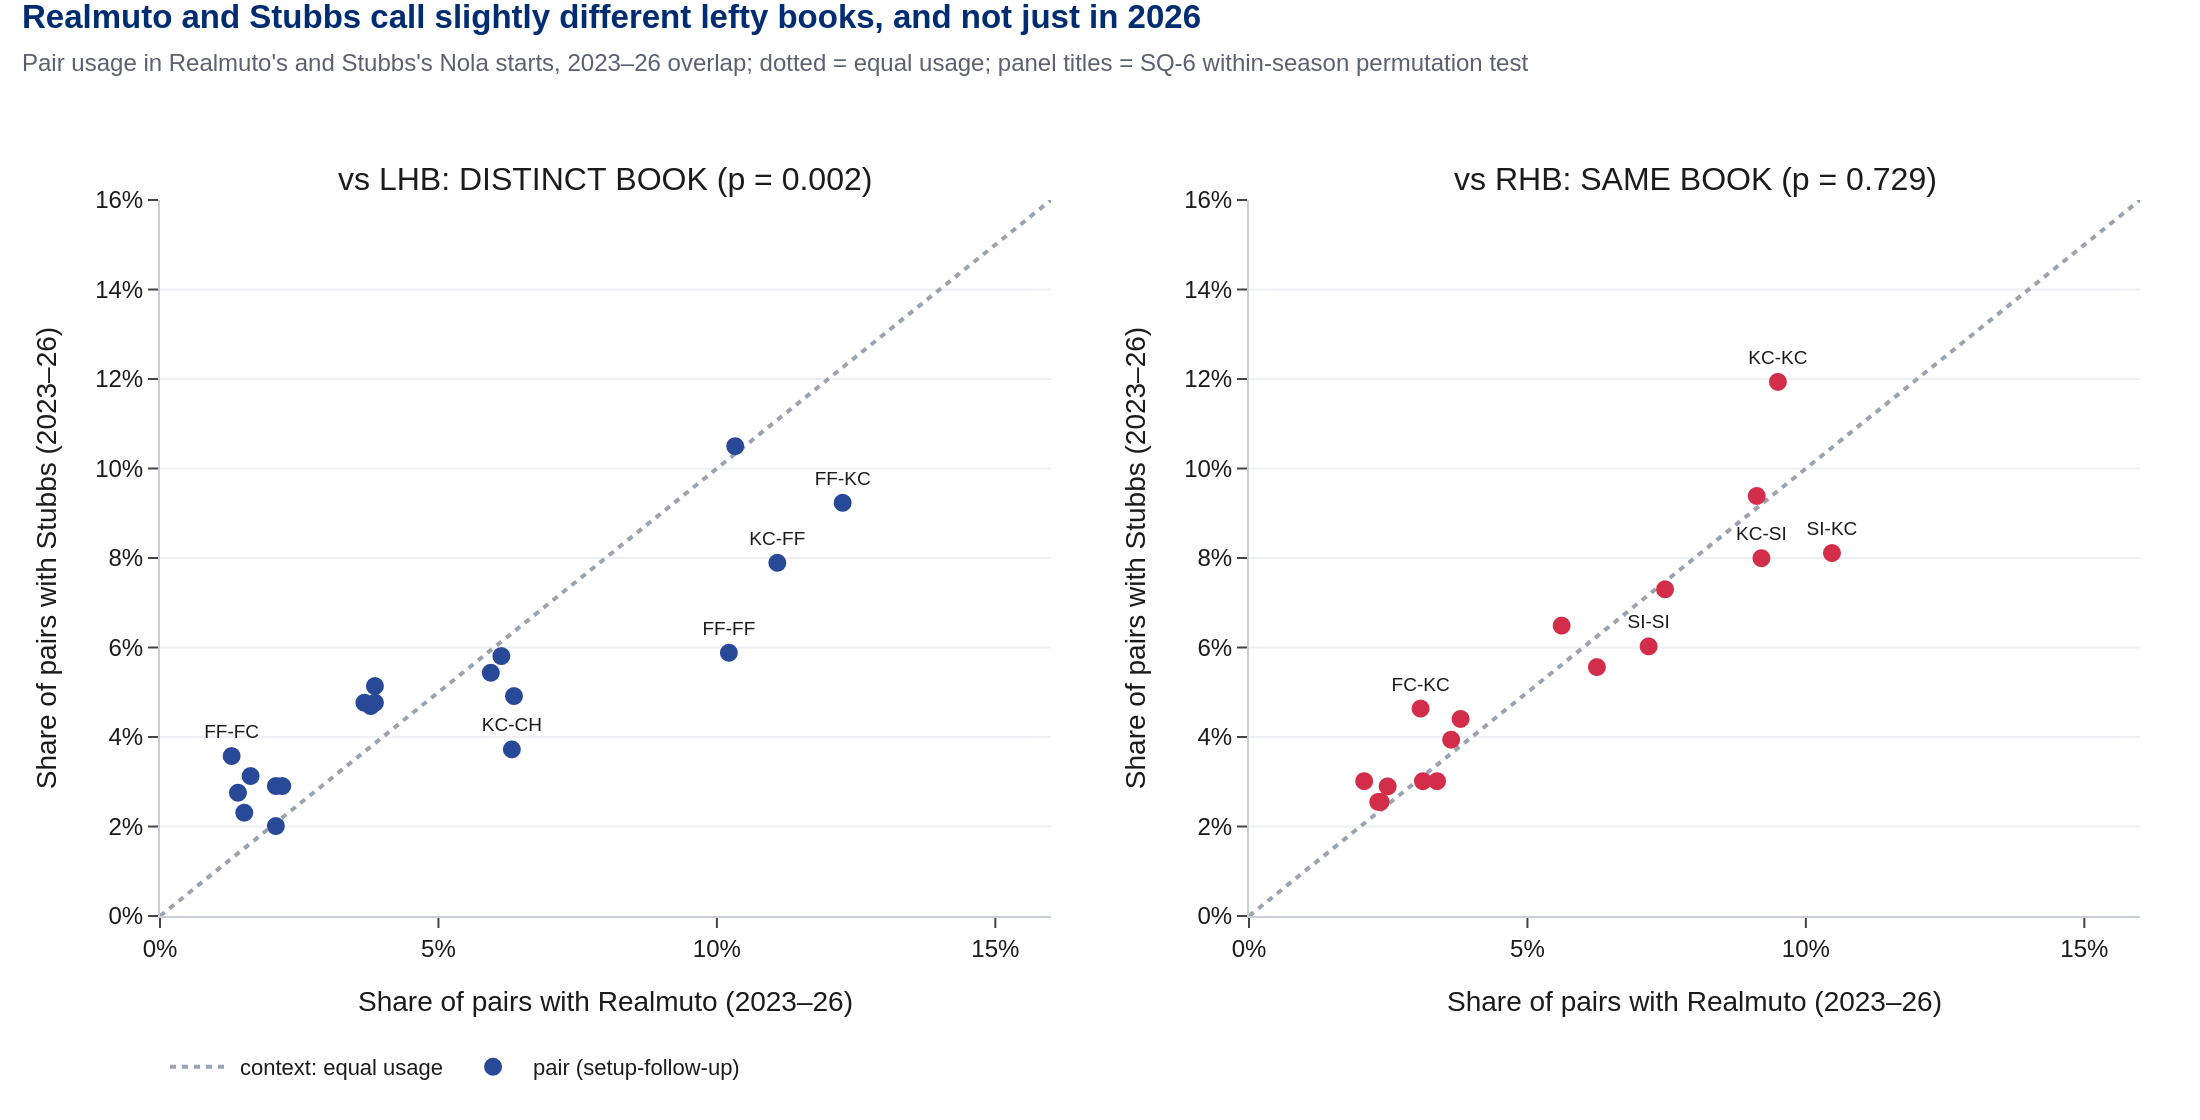 Realmuto and Stubbs call slightly different lefty books, and not just in 2026
Pair usage in Realmuto's and Stubbs's Nola starts, 2023–26 overlap; dotted = equal usage; panel titles = SQ-6 within-season permutation test
vs LHB: DISTINCT BOOK (p = 0.002)
16%
14%
12%
10%
8%
6%
4%
2%
0%
Share of pairs with Stubbs (2023–26)
FF-KC
KC-FF
FF-FF
KC-CH
FF-FC
0%
5%
10%
15%
Share of pairs with Realmuto (2023–26)
vs RHB: SAME BOOK (p = 0.729)
16%
14%
12%
10%
8%
6%
4%
2%
0%
Share of pairs with Stubbs (2023–26)
KC-KC
KC-SI
SI-KC
SI-SI
FC-KC
0%
5%
10%
15%
Share of pairs with Realmuto (2023–26)
context: equal usage
pair (setup-follow-up)